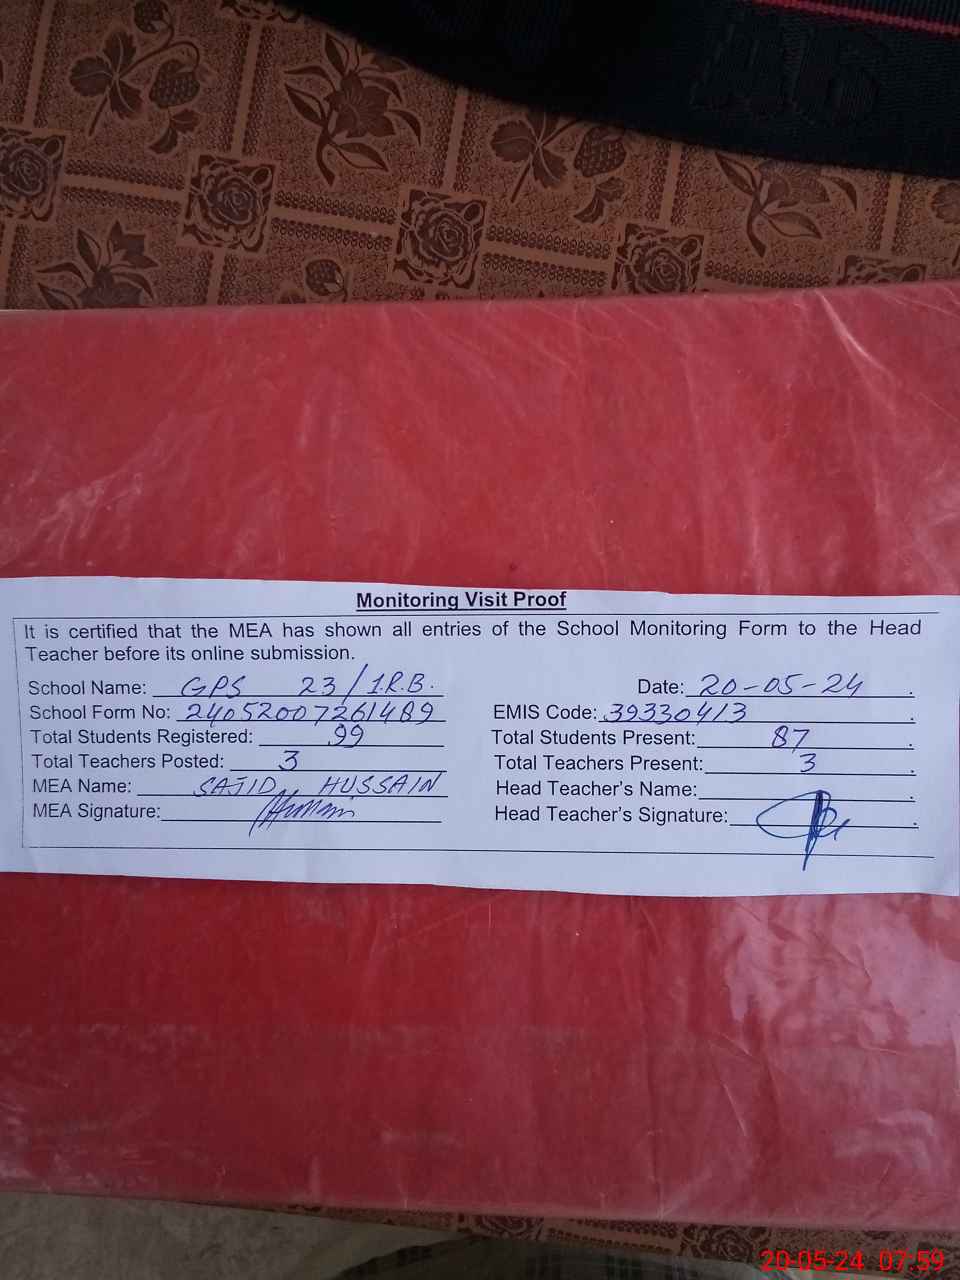 Monitoring Visit Proof
It is certified that the MEA has shown all entries of the School Monitoring Form to the Head
Teacher before its online submission.
School Name: GPS 23/1.R.B. Date: 20-05-24.
School Form No: 24052007261489 EMIS Code: 39330413.
Total Students Registered: 99 Total Students Present: 87.
Total Teachers Posted: 3 Total Teachers Present: 3.
MEA Name: SAJID HUSSAIN Head Teacher's Name: .
MEA Signature: Head Teacher's Signature: .
20-05-24 07:59